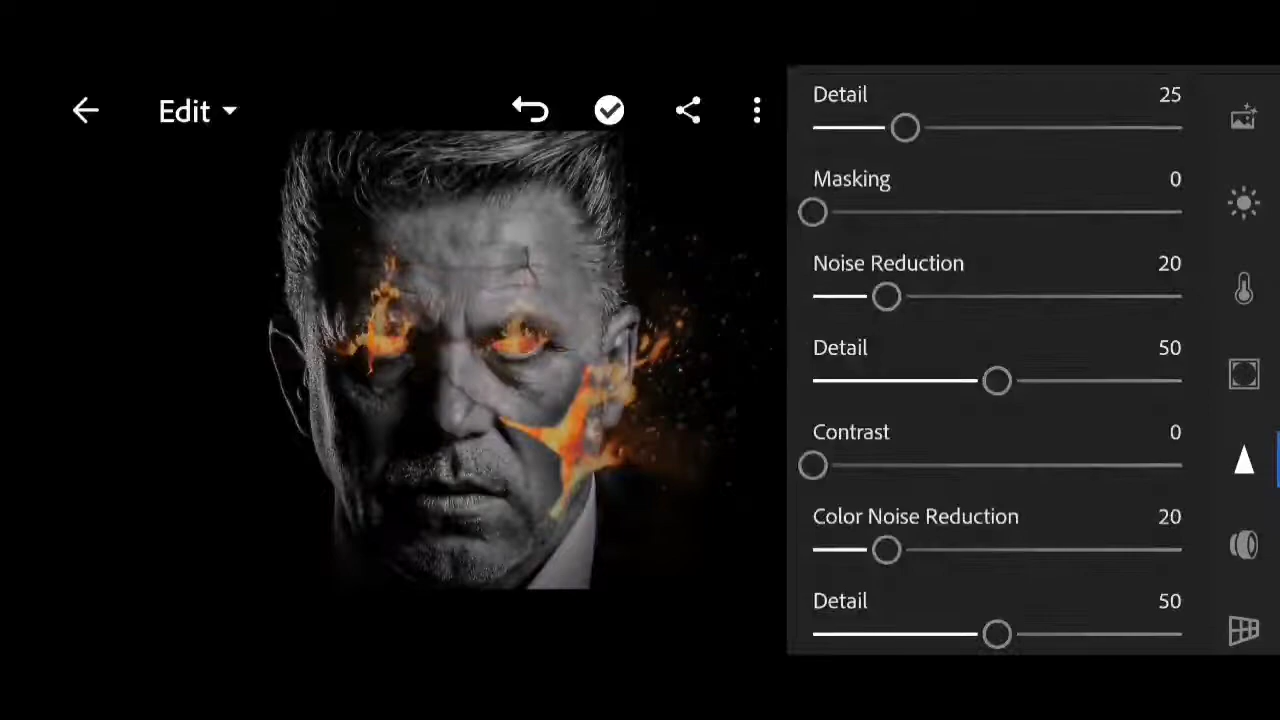 Edit
Detail 25
Masking 0
Noise Reduction 20
Detail 50
Contrast 0
Color Noise Reduction 20
Detail 50